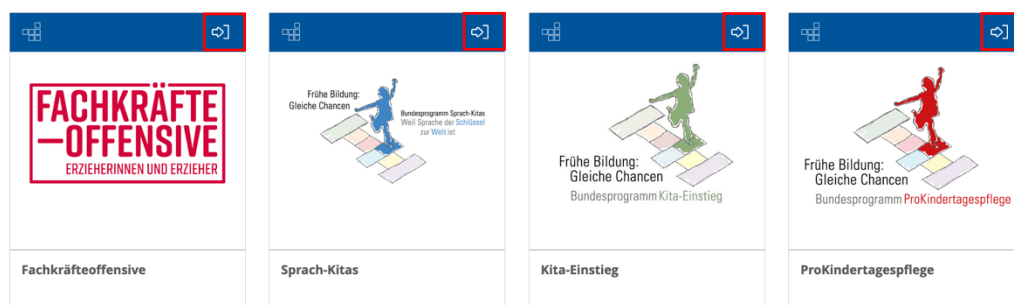 FACHKRÄFTE
—OFFENSIVE
ERZIEHERINNEN UND ERZIEHER
Fachkräfteoffensive
Frühe Bildung:
Gleiche Chancen
Bundesprogramm Sprach-Kitas
Weil Sprache der Schlüssel
zur Welt ist
Sprach-Kitas
Frühe Bildung:
Gleiche Chancen
Bundesprogramm Kita-Einstieg
Kita-Einstieg
Frühe Bildung:
Gleiche Chancen
Bundesprogramm ProKindertagespflege
ProKindertagespflege